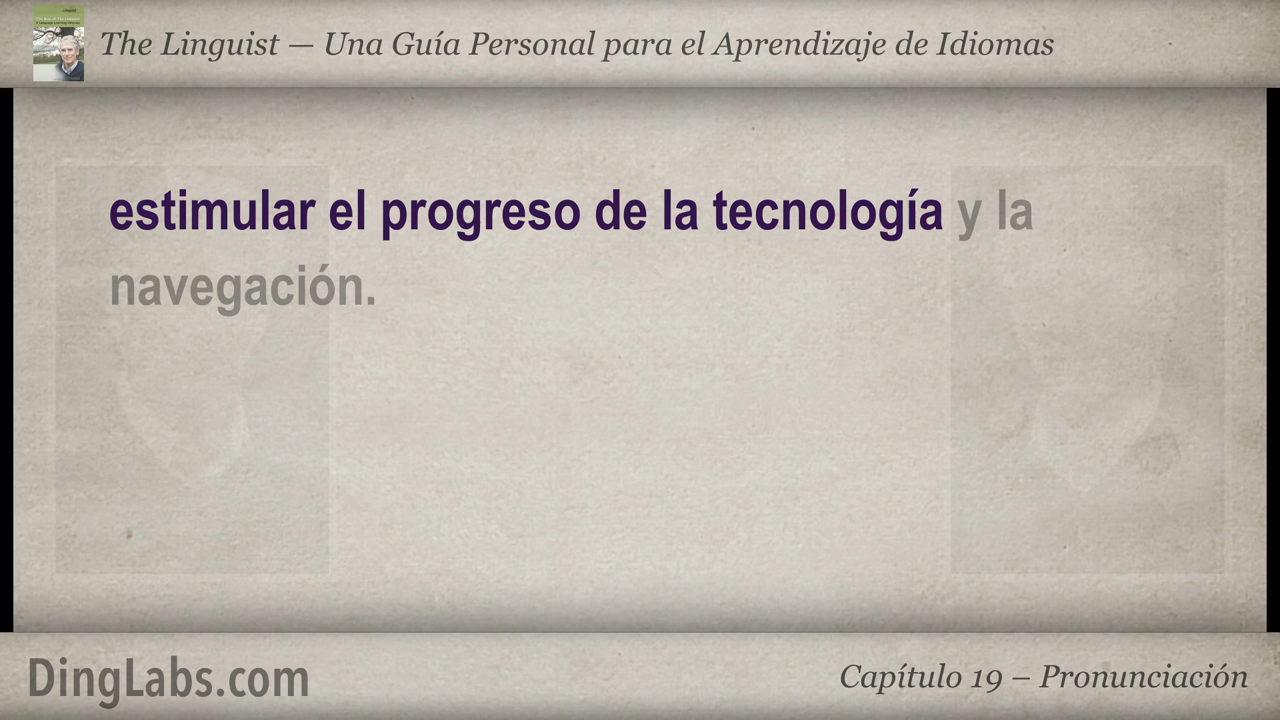 The Linguist — Una Guía Personal para el Aprendizaje de Idiomas
estimular el progreso de la tecnología y la
navegación.
DingLabs.com
Capítulo 19 – Pronunciación